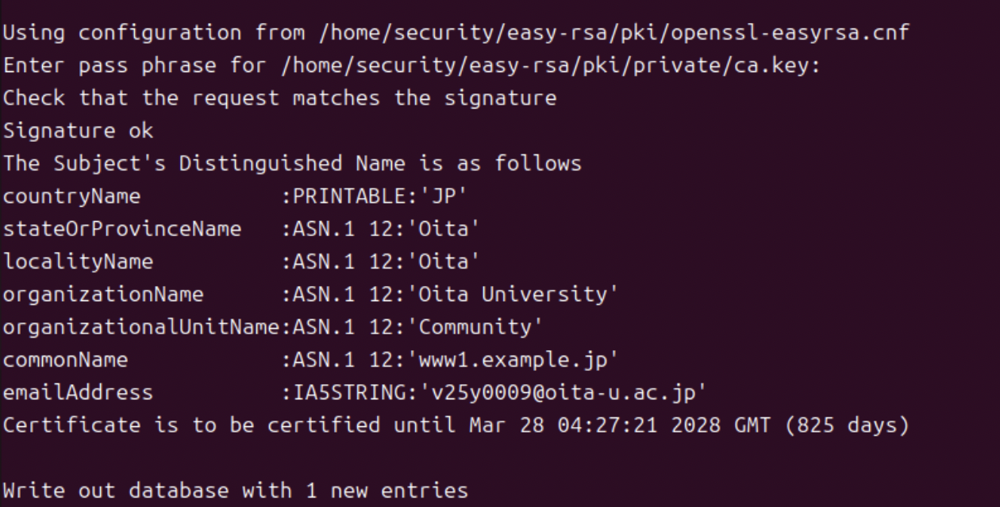 Using configuration from /home/security/easy-rsa/pki/openssl-easyrsa.cnf
Enter pass phrase for /home/security/easy-rsa/pki/private/ca.key:
Check that the request matches the signature
Signature ok
The Subject's Distinguished Name is as follows
countryName           :PRINTABLE:'JP'
stateOrProvinceName   :ASN.1 12:'Oita'
localityName          :ASN.1 12:'Oita'
organizationName      :ASN.1 12:'Oita University'
organizationalUnitName:ASN.1 12:'Community'
commonName            :ASN.1 12:'www1.example.jp'
emailAddress          :IA5STRING:'v25y0009@oita-u.ac.jp'
Certificate is to be certified until Mar 28 04:27:21 2028 GMT (825 days)
Write out database with 1 new entries